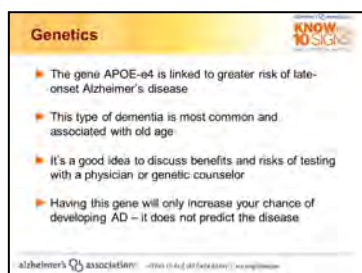 Genetics
KNOW
10 SIGNS
The gene APOE-e4 is linked to greater risk of late-
onset Alzheimer's disease
This type of dementia is most common and
associated with old age
It's a good idea to discuss benefits and risks of testing
with a physician or genetic counselor
Having this gene will only increase your chance of
developing AD – it does not predict the disease
alzheimer's association